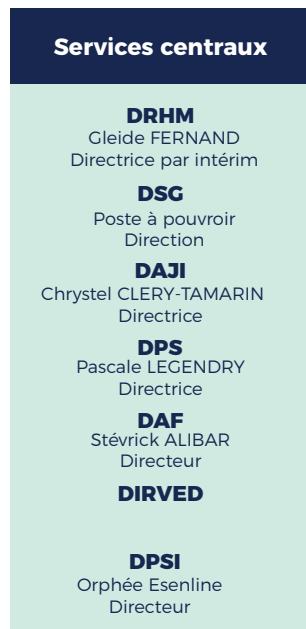 Services centraux
DRHM
Gleide FERNAND
Directrice par intérim
DSG
Poste à pouvroir
Direction
DAJI
Chrystel CLERY-TAMARIN
Directrice
DPS
Pascale LEGENDRY
Directrice
DAF
Stévrick ALIBAR
Directeur
DIRVED
DPSI
Orphée Esenline
Directeur